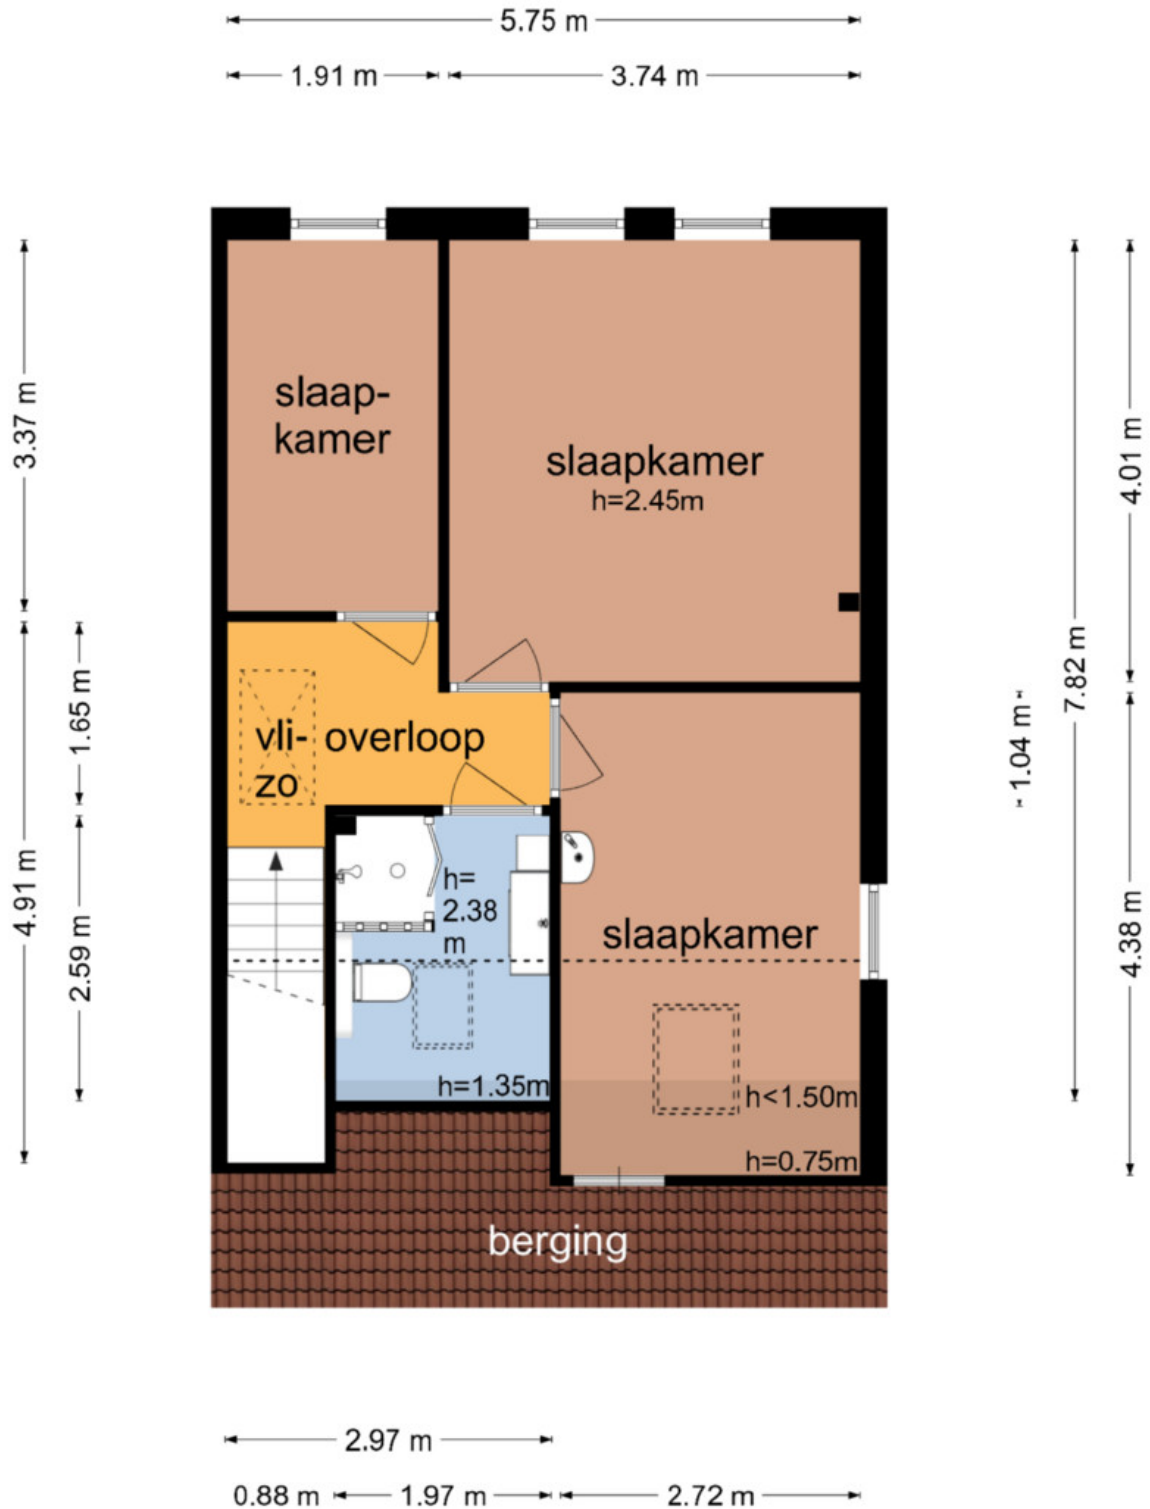 5.75 m
1.91 m
3.74 m
slaap-
kamer
slaapkamer
h=2.45m
3.37 m
4.01 m
7.82 m
1.04 m
1.65 m
vli-
zo
overloop
4.91 m
2.59 m
h=
2.38
m
slaapkamer
4.38 m
h=1.35m
h<1.50m
h=0.75m
berging
2.97 m
0.88 m
1.97 m
2.72 m